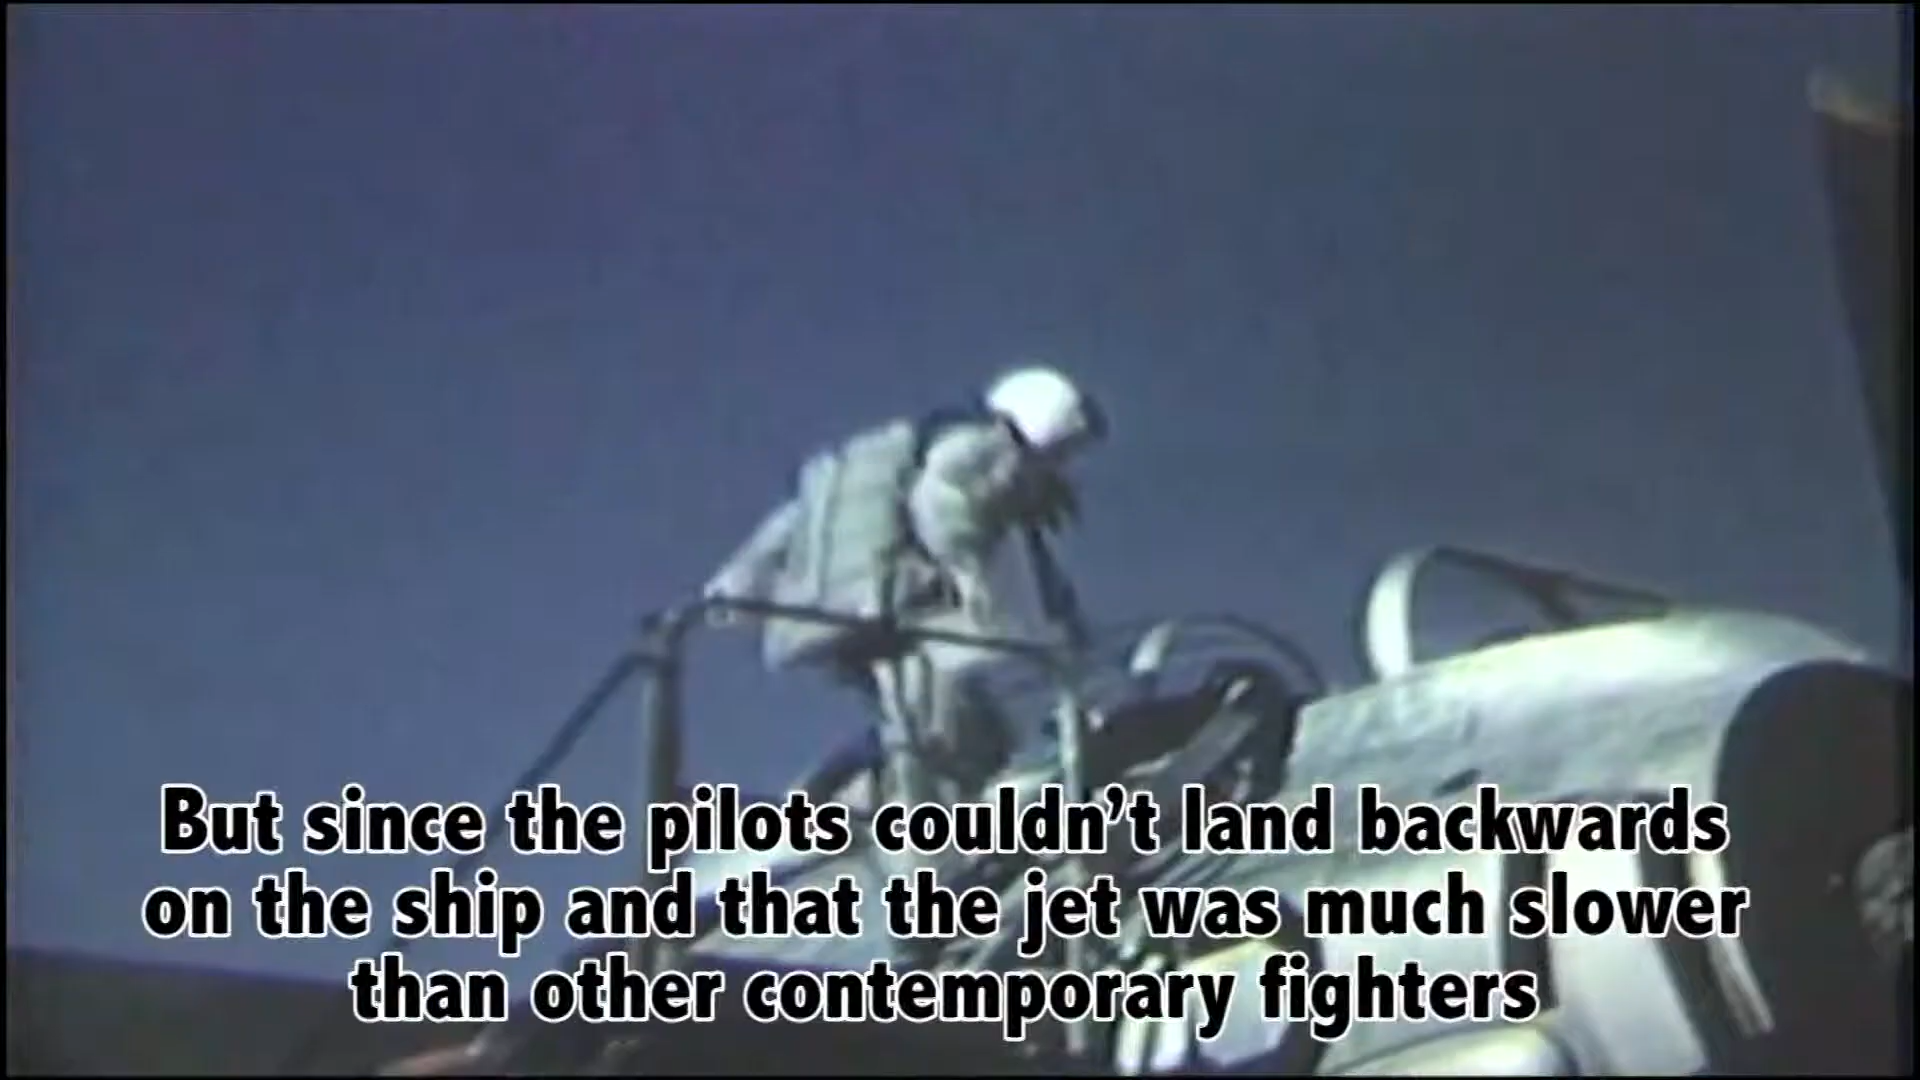 But since the pilots couldn't land backwards
on the ship and that the jet was much slower
than other contemporary fighters